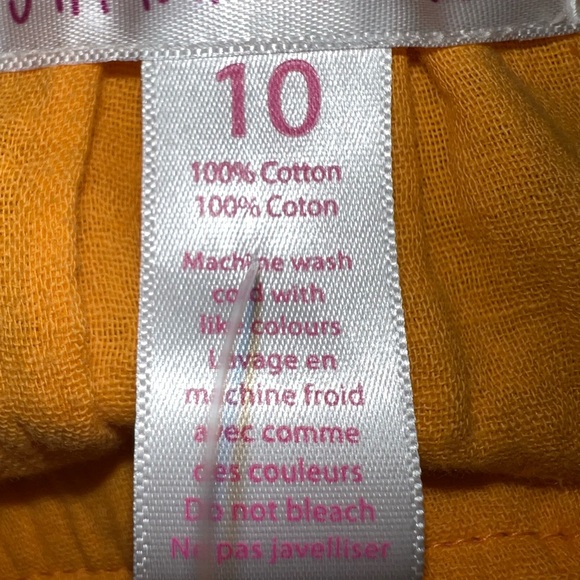 10
100% Cotton
100% Coton
Machine wash
cold with
like colours
Lavage en
machine froid
avec comme
des couleurs
Do not bleach
Ne pas javelliser